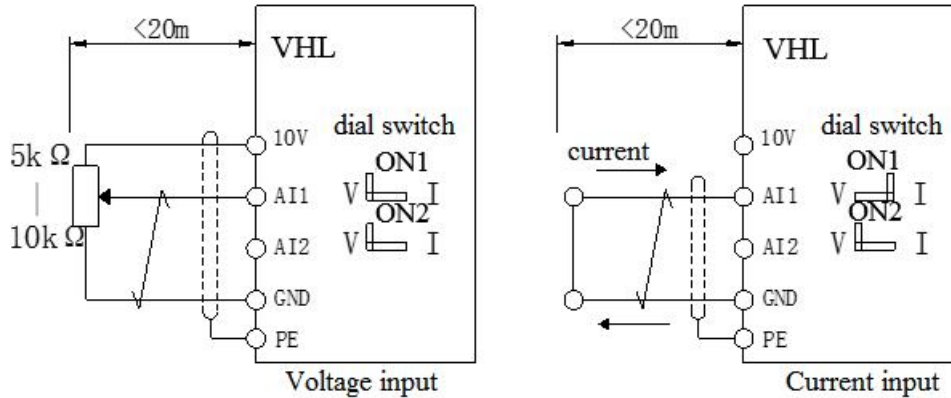 <20m
VHL
dial switch
10V
5k Ω
10k Ω
ON1
AI1
V I
ON2
AI2
V I
GND
PE
Voltage input
<20m
VHL
dial switch
10V
current
ON1
AI1
V I
ON2
AI2
V I
GND
PE
Current input